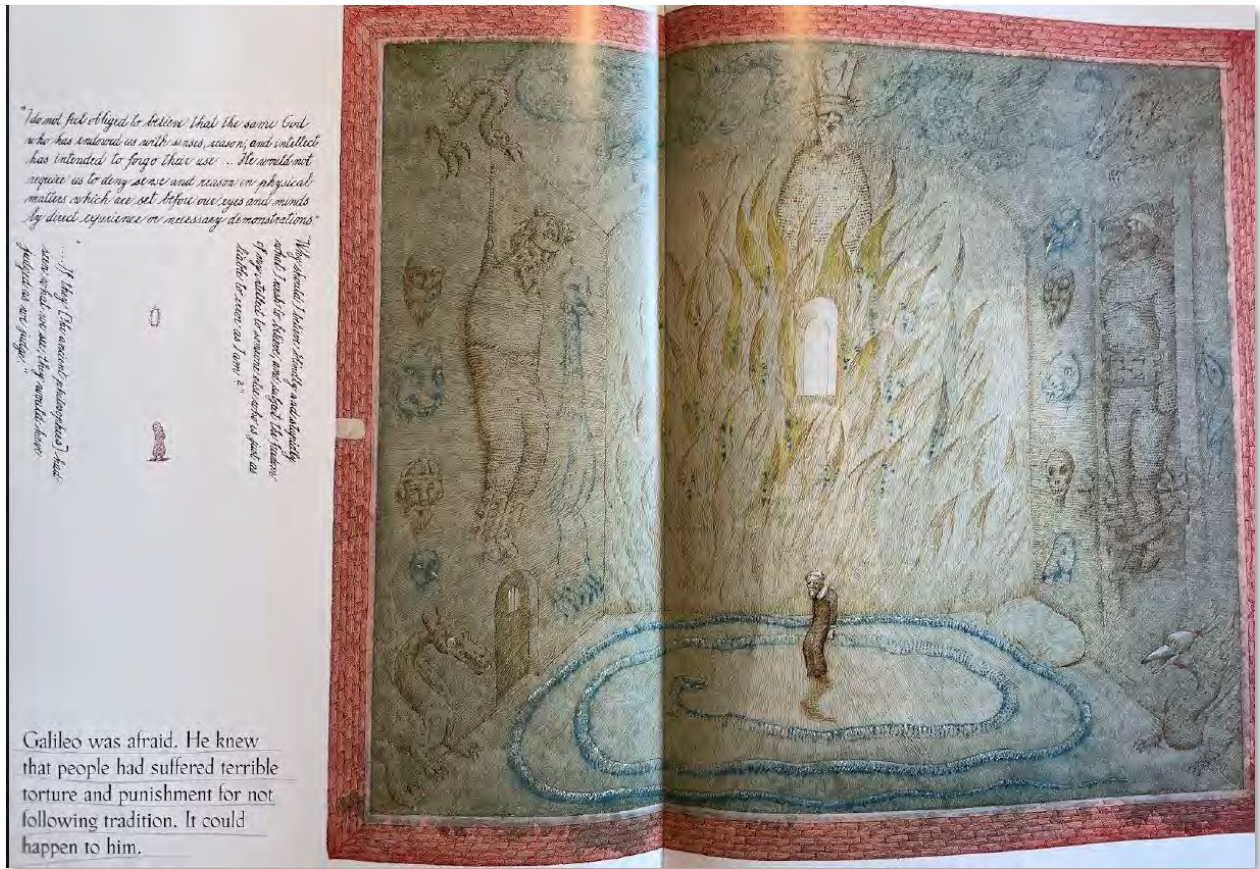 "I do not feel obliged to believe that the same God
who has endowed us with senses, reason, and intellect
has intended to forgo their use ... He would not
require us to deny sense and reason in physical
matters which are set before our eyes and minds
by direct experience or necessary demonstrations."
"Why should I believe blindly and stupidly
what I wish to believe, and subject the freedom
of my intellect to someone else who is just as
liable to error as I am?"
"... If they [the ancient philosophers] had
seen what we see, they would have
judged as we judge."
Galileo was afraid. He knew
that people had suffered terrible
torture and punishment for not
following tradition. It could
happen to him.